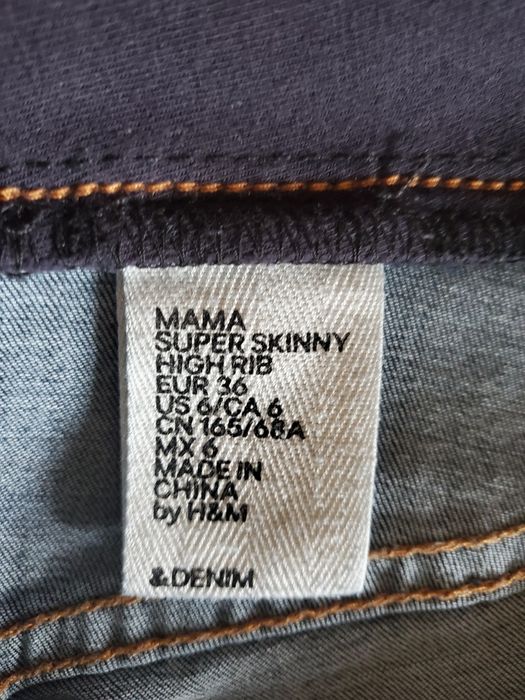 MAMA
SUPER SKINNY
HIGH RIB
EUR 36
US 6/CA 6
CN 165/68A
MX 6
MADE IN
CHINA
by H&M
&DENIM